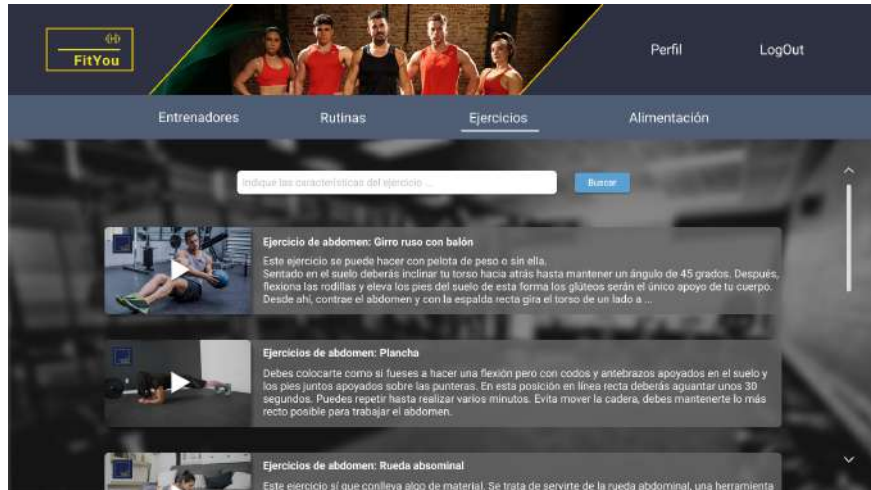 FitYou
Perfil
LogOut
Entrenadores
Rutinas
Ejercicios
Alimentación
Indique las características del ejercicio ...
Buscar
Ejercicio de abdomen: Girro ruso con balón
Este ejercicio se puede hacer con pelota de peso o sin ella.
Sentado en el suelo deberás inclinar tu torso hacia atrás hasta mantener un ángulo de 45 grados. Después,
flexiona las rodillas y eleva los pies del suelo de esta forma los glúteos serán el único apoyo de tu cuerpo.
Desde ahí, contrae el abdomen y con la espalda recta gira el torso de un lado a ...
Ejercicios de abdomen: Plancha
Debes colocarte como si fueses a hacer una flexión pero con codos y antebrazos apoyados en el suelo y
los pies juntos apoyados sobre las punteras. En esta posición en línea recta deberás aguantar unos 30
segundos. Puedes repetir hasta realizar varios minutos. Evita mover la cadera, debes mantenerte lo más
recto posible para trabajar el abdomen.
Ejercicios de abdomen: Rueda absominal
Este ejercicio sí que conlleva algo de material. Se trata de servirte de la rueda abdominal, una herramienta